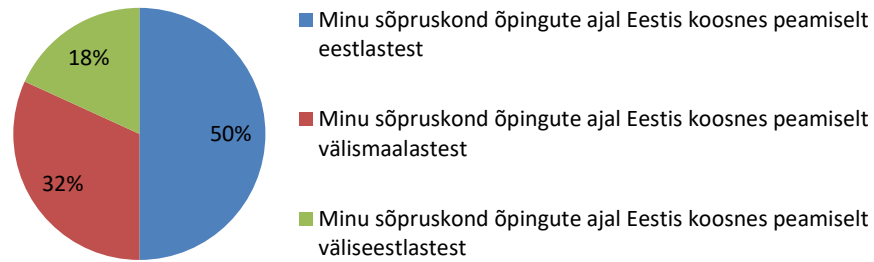 18%
50%
32%
Minu sõpruskond õpingute ajal Eestis koosnes peamiselt
eestlastest
Minu sõpruskond õpingute ajal Eestis koosnes peamiselt
välismaalastest
Minu sõpruskond õpingute ajal Eestis koosnes peamiselt
väliseestlastest